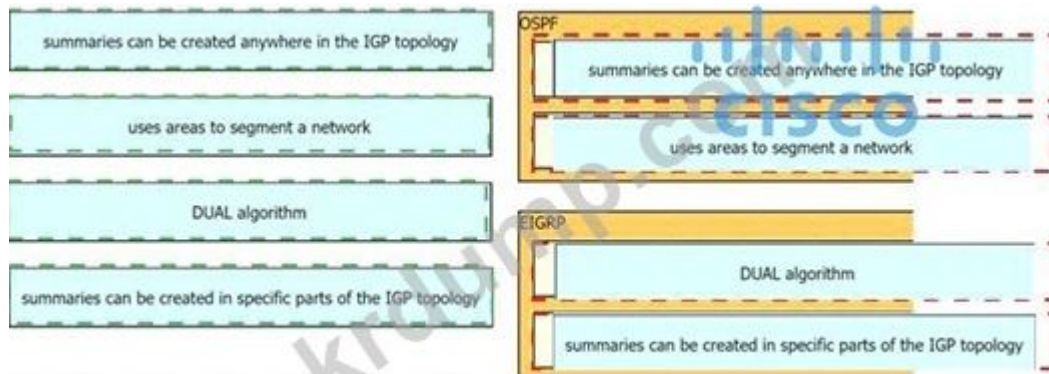 summaries can be created anywhere in the IGP topology
uses areas to segment a network
DUAL algorithm
summaries can be created in specific parts of the IGP topology
OSPF
summaries can be created anywhere in the IGP topology
uses areas to segment a network
EIGRP
DUAL algorithm
summaries can be created in specific parts of the IGP topology
CISCO
krdump.com